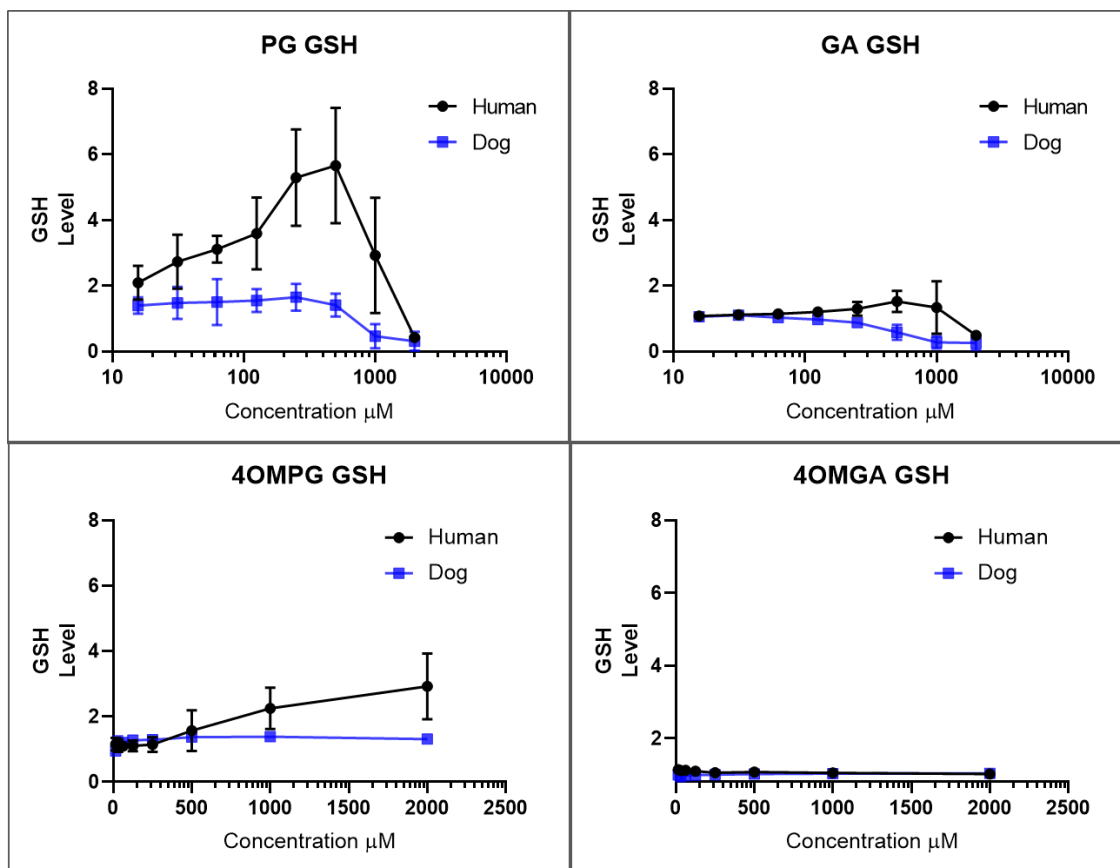 PG GSH
8
6
4
2
0
GSH
Level
Human
Dog
10 100 1000 10000
Concentration μM
GA GSH
8
6
4
2
0
GSH
Level
Human
Dog
10 100 1000 10000
Concentration μM
4OMPG GSH
8
6
4
2
0
GSH
Level
Human
Dog
0 500 1000 1500 2000 2500
Concentration μM
4OMGA GSH
8
6
4
2
GSH
Level
Human
Dog
0 500 1000 1500 2000 2500
Concentration μM